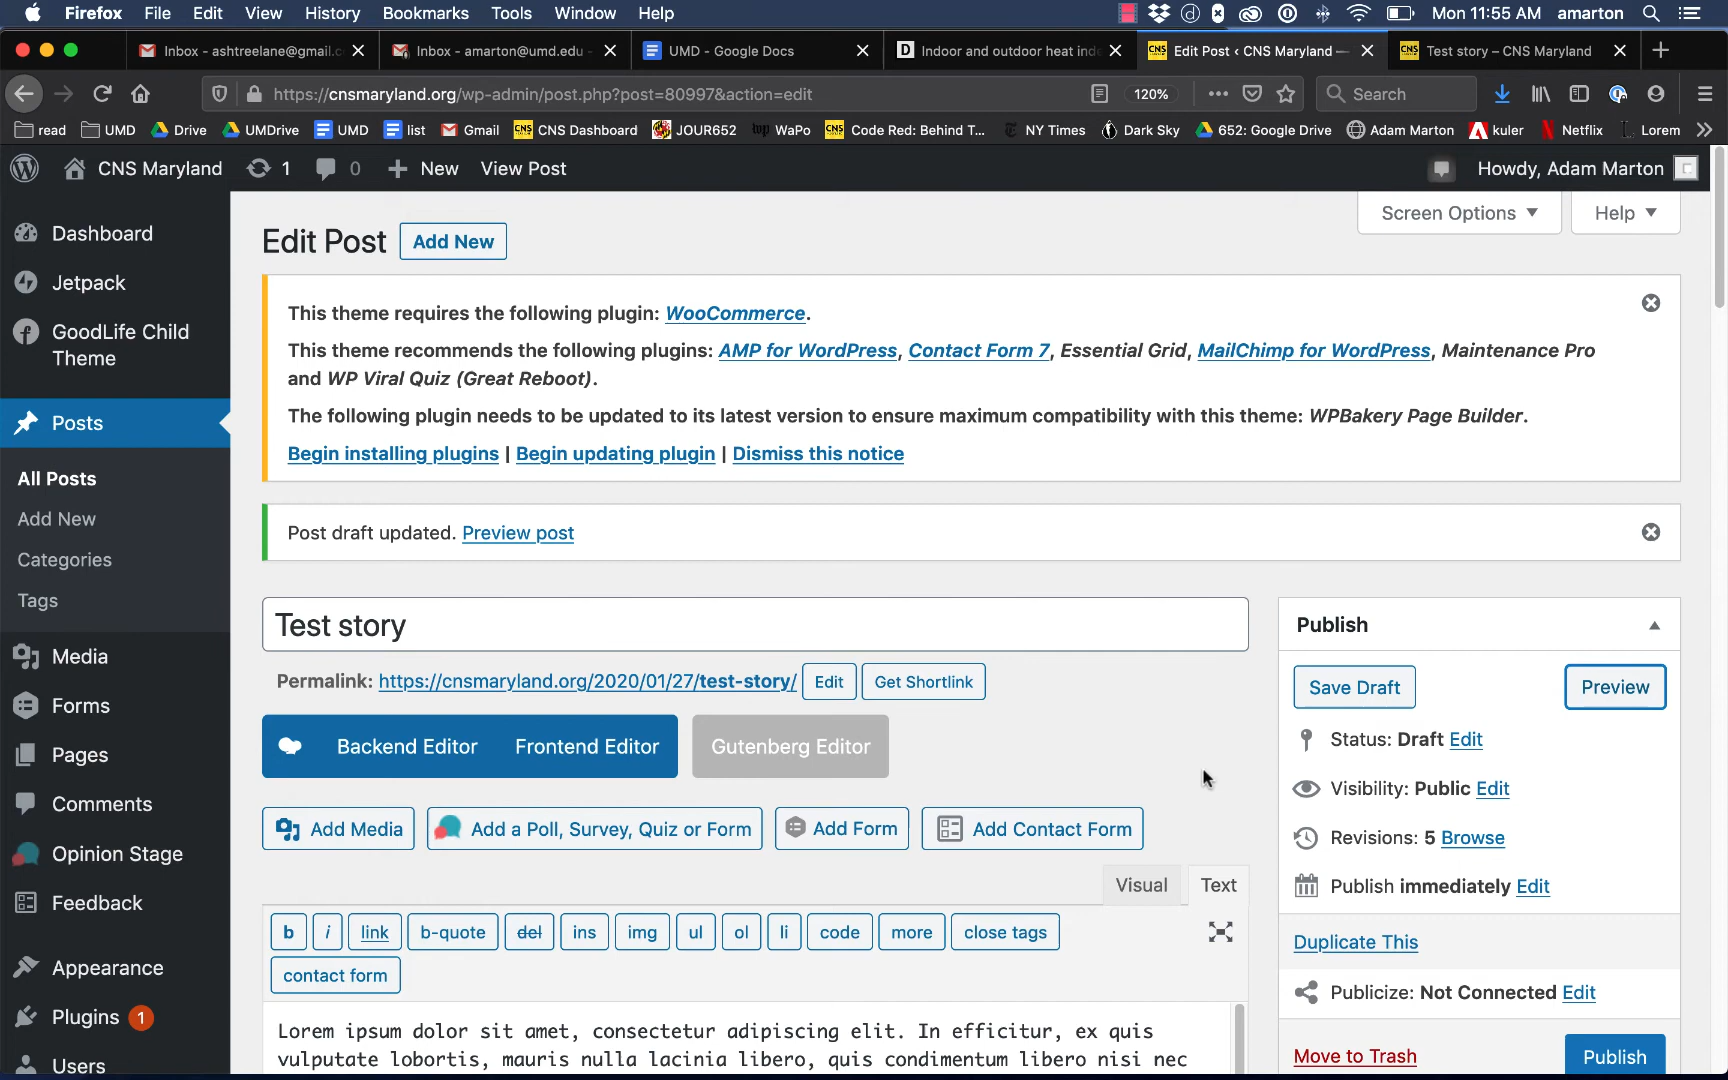 Firefox File Edit View History Bookmarks Tools Window Help Mon 11:55 AM amarton
Inbox - ashtreelane@gmail.c Inbox - amarton@umd.edu - UMD - Google Docs D Indoor and outdoor heat inde CNS Edit Post ‹ CNS Maryland — CNS Test story – CNS Maryland
https://cnsmaryland.org/wp-admin/post.php?post=80997&action=edit 120% Search
read UMD Drive UMDrive UMD list Gmail CNS CNS Dashboard JOUR652 wp WaPo CNS Code Red: Behind T... NY Times Dark Sky 652: Google Drive Adam Marton kuler Netflix Lorem
CNS Maryland 1 0 New View Post Howdy, Adam Marton
Screen Options Help
Edit Post Add New
Dashboard
Jetpack
GoodLife Child
Theme
Posts
All Posts
Add New
Categories
Tags
Media
Forms
Pages
Comments
Opinion Stage
Feedback
Appearance
Plugins 1
Users
This theme requires the following plugin: WooCommerce.
This theme recommends the following plugins: AMP for WordPress, Contact Form 7, Essential Grid, MailChimp for WordPress, Maintenance Pro
and WP Viral Quiz (Great Reboot).
The following plugin needs to be updated to its latest version to ensure maximum compatibility with this theme: WPBakery Page Builder.
Begin installing plugins | Begin updating plugin | Dismiss this notice
Post draft updated. Preview post
Test story
Permalink: https://cnsmaryland.org/2020/01/27/test-story/ Edit Get Shortlink
Backend Editor Frontend Editor Gutenberg Editor
Add Media Add a Poll, Survey, Quiz or Form Add Form Add Contact Form
Visual Text
b i link b-quote del ins img ul ol li code more close tags
contact form
Lorem ipsum dolor sit amet, consectetur adipiscing elit. In efficitur, ex quis
vulputate lobortis, mauris nulla lacinia libero, quis condimentum libero nisi nec
Publish
Save Draft Preview
Status: Draft Edit
Visibility: Public Edit
Revisions: 5 Browse
Publish immediately Edit
Duplicate This
Publicize: Not Connected Edit
Move to Trash Publish